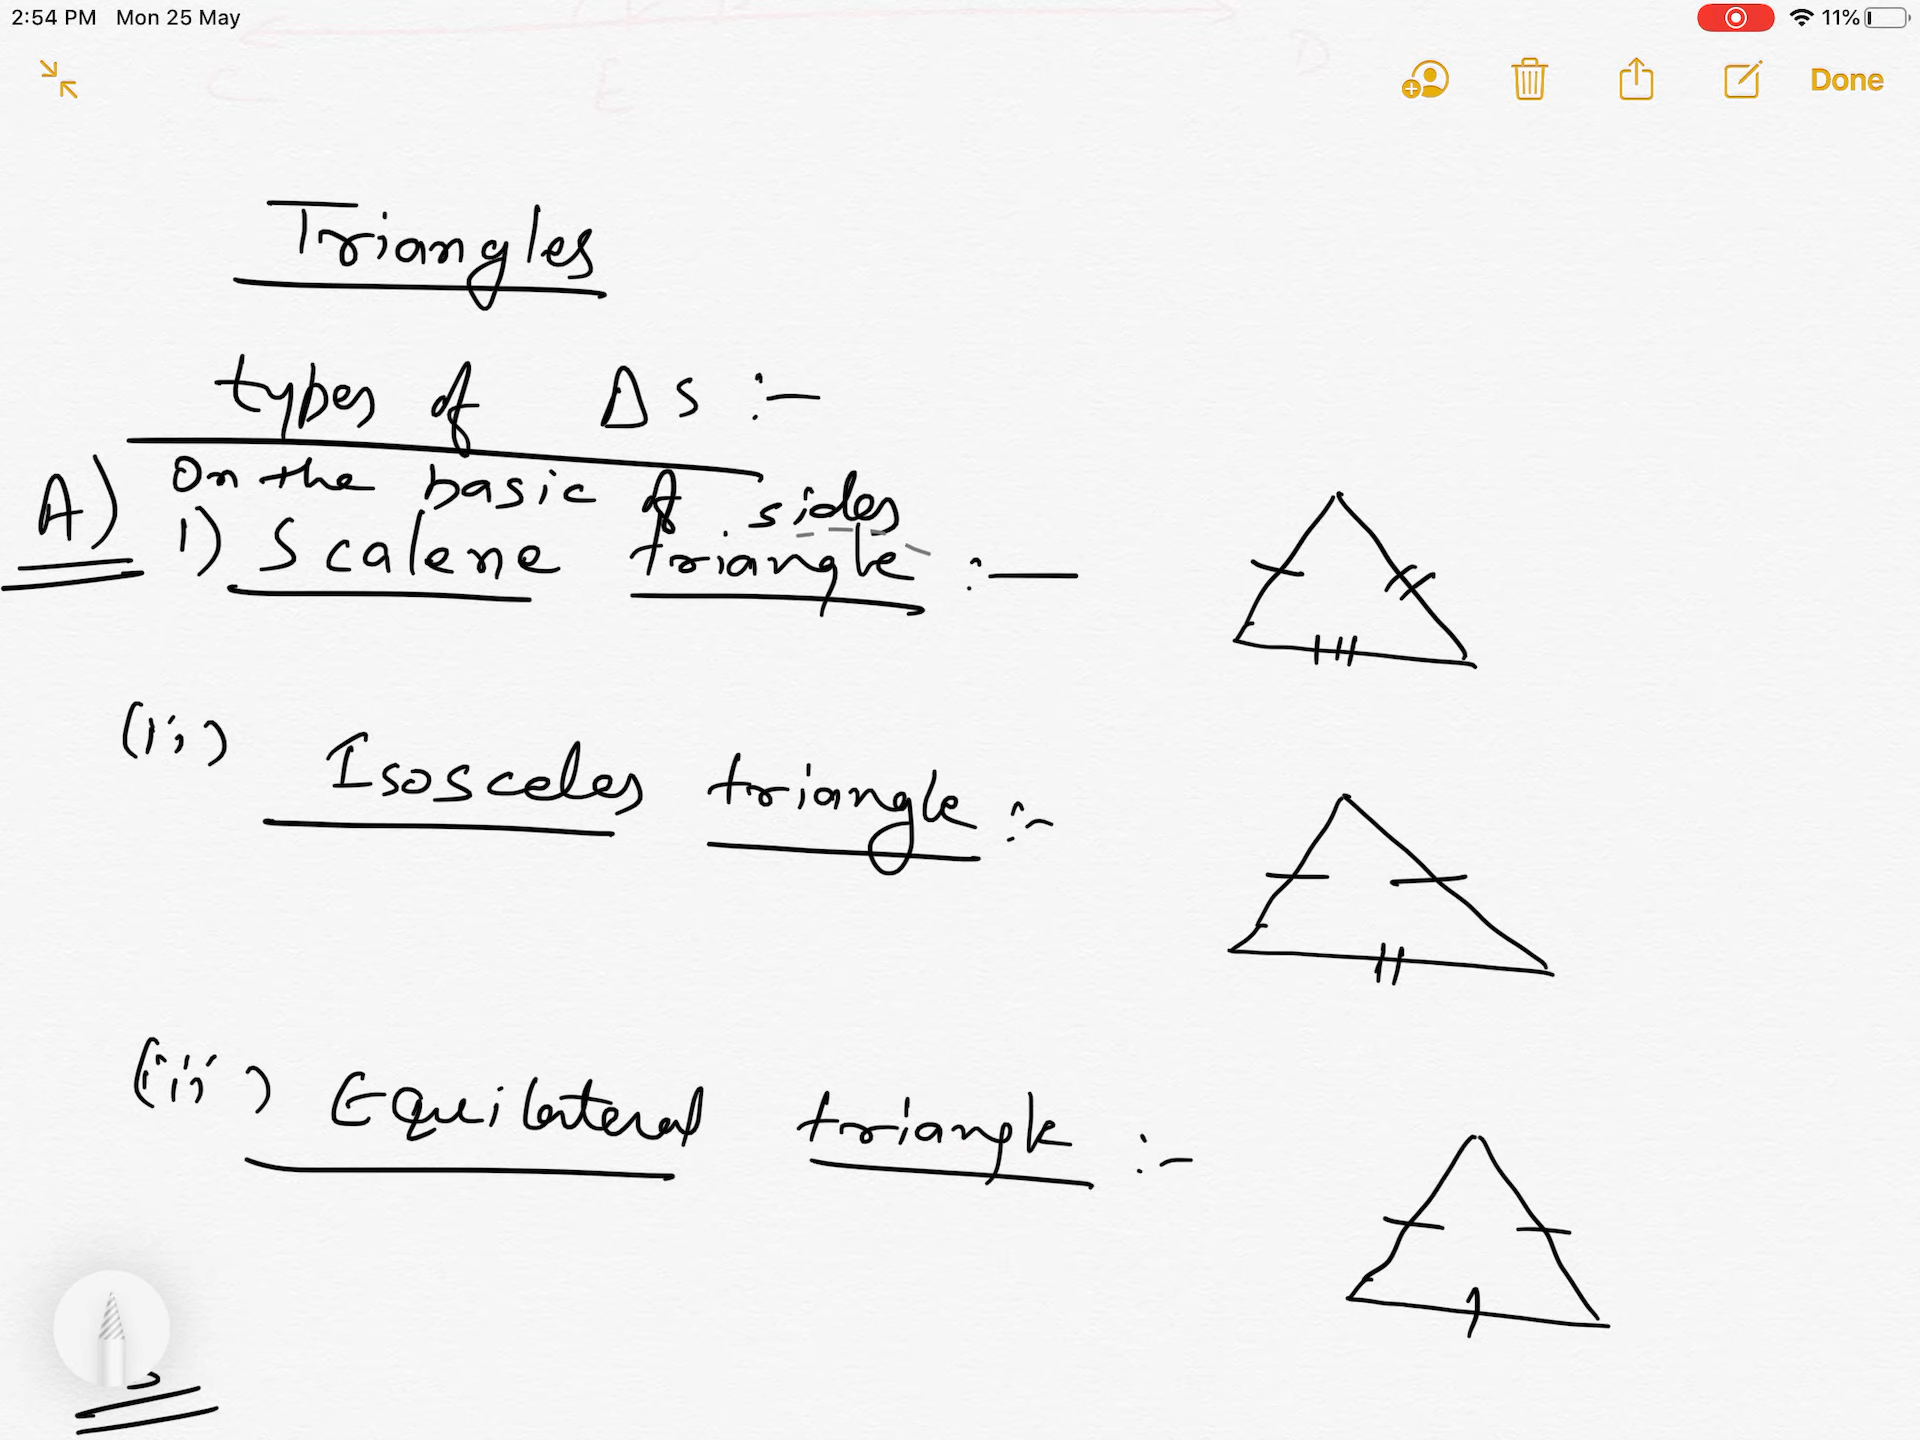 2:54 PM Mon 25 May
11%
Done
C E D
Triangles
types of Δs :-
A) On the basic of sides
1) Scalene triangle :-
(ii) Isosceles triangle :-
(iii) Equilateral triangle :-